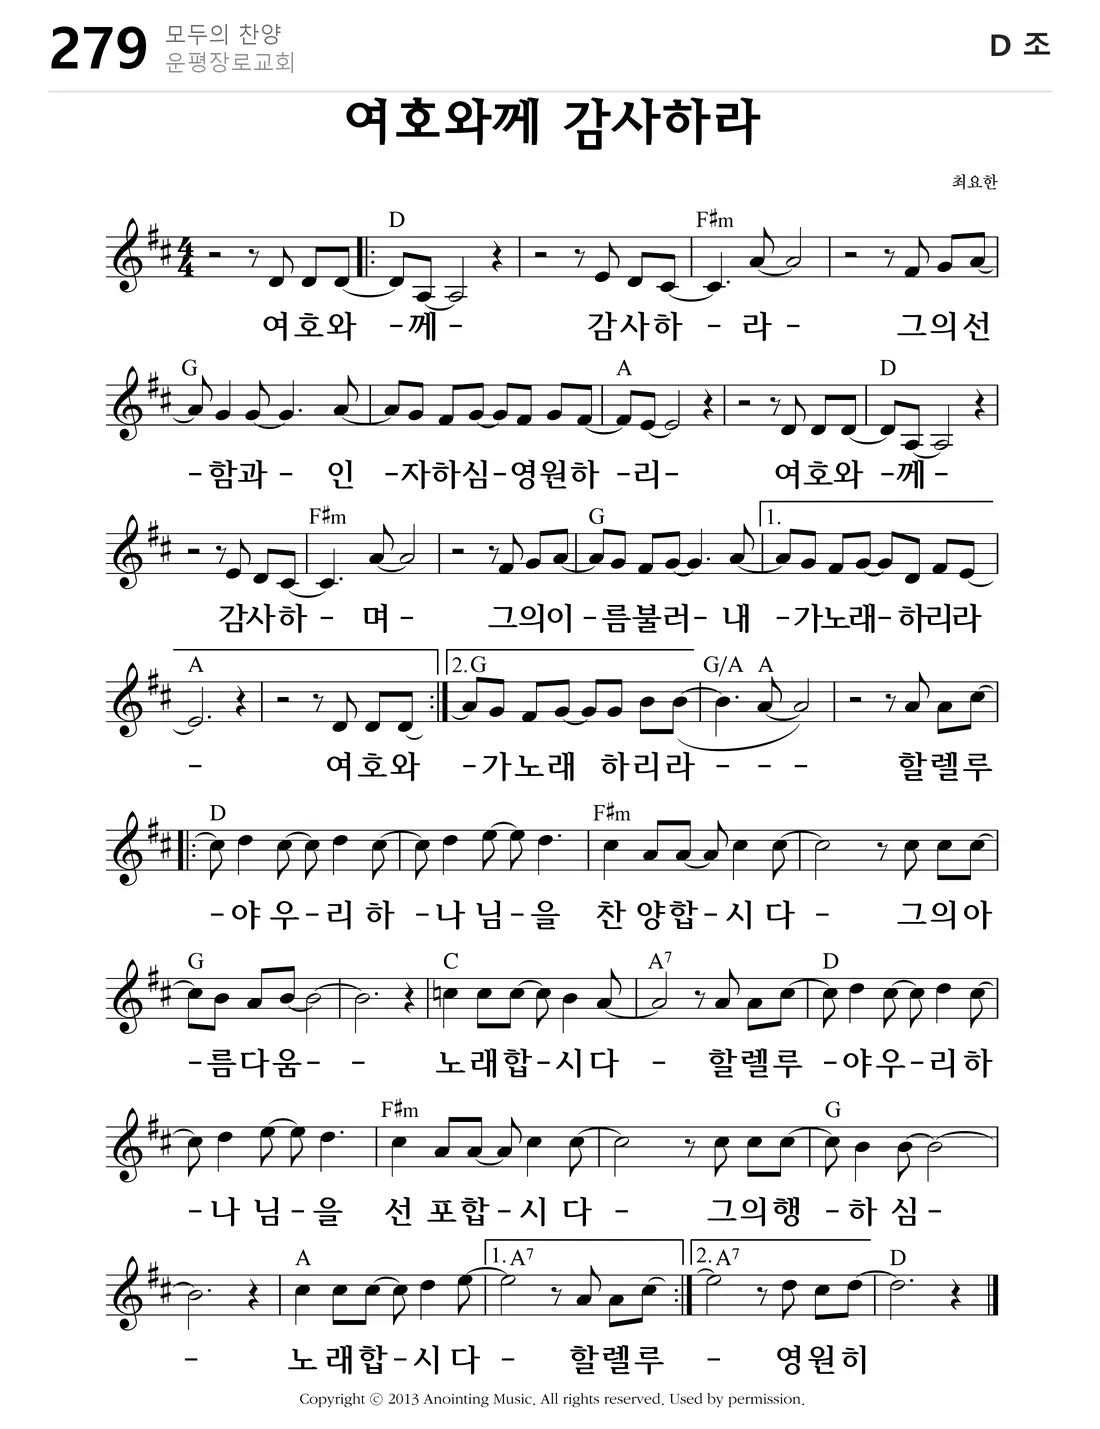 279 모두의 찬양 D 조
운평장로교회
여호와께 감사하라
최요한
D F♯m
여호와 -께- 감사하 - 라 - 그의선
G A D
-함과 - 인 -자하심-영원하 -리- 여호와 -께-
F♯m G 1.
감사하 - 며 - 그의이 -름불러- 내 -가노래-하리라
A 2. G G/A A
- 여호와 -가노래 하리라 - - - 할렐루
D F♯m
-야 우-리 하 -나 님-을 찬 양합-시 다 - 그의아
G C A7 D
-름다움- - 노래합-시다 - 할렐루 -야우-리하
F♯m G
-나 님-을 선 포합-시 다 - 그의행 -하 심-
A 1. A7 2. A7 D
- 노 래합-시 다 - 할렐루 - 영원히
Copyright ⓒ 2013 Anointing Music. All rights reserved. Used by permission.